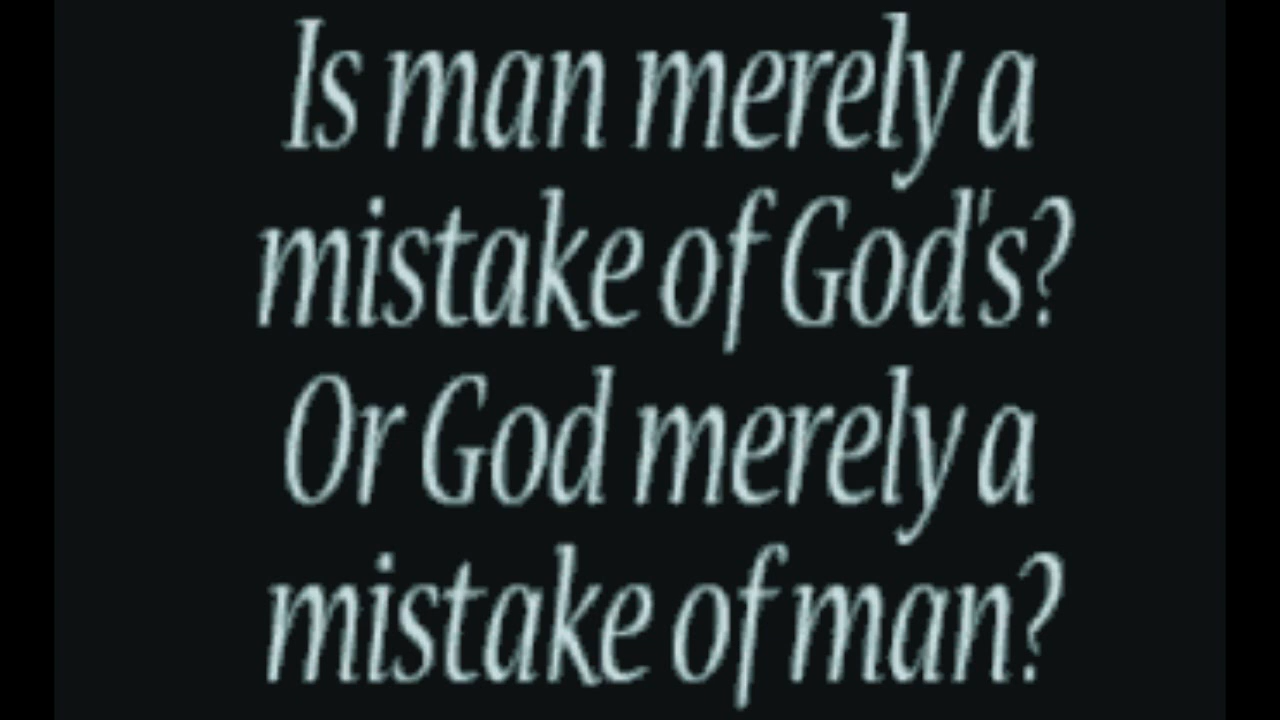 Is man merely a
mistake of God's?
Or God merely a
mistake of man?